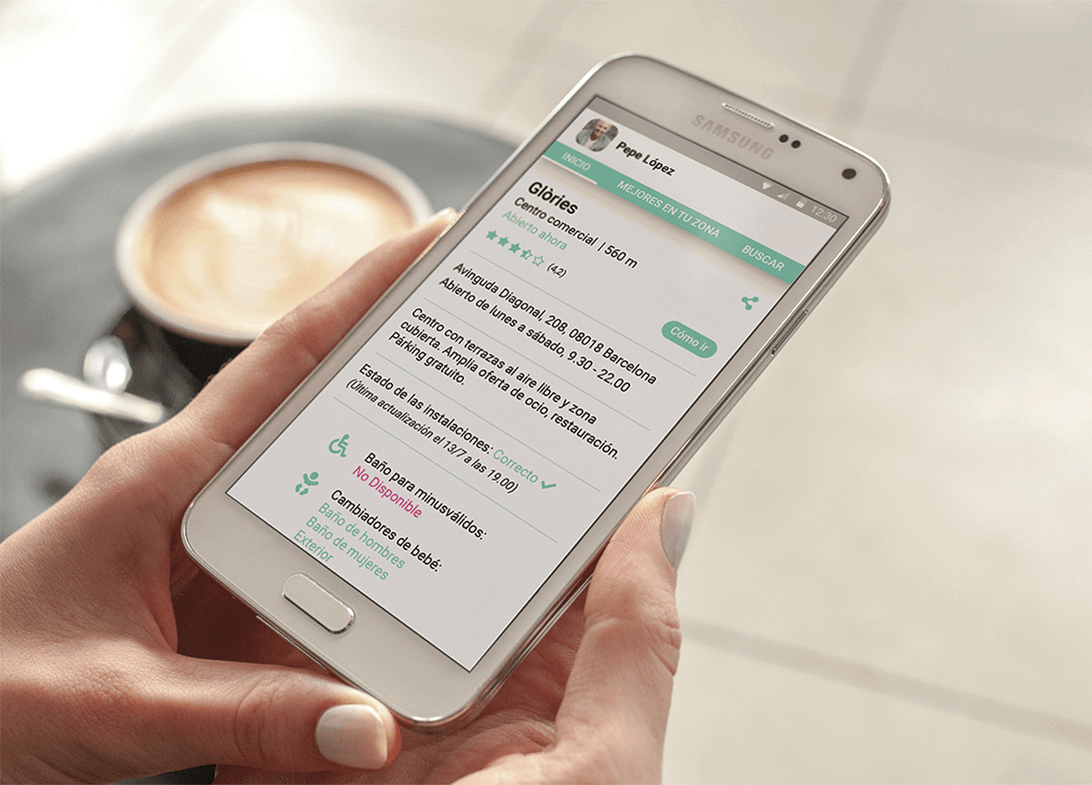 SAMSUNG
12:30
Pepe López
INICIO
MEJORES EN TU ZONA
BUSCAR
Glòries
Centro comercial | 560 m
Abierto ahora
(4,2)
Avinguda Diagonal, 208, 08018 Barcelona
Abierto de lunes a sábado, 9.30 - 22.00
Cómo ir
Centro con terrazas al aire libre y zona
cubierta. Amplia oferta de ocio, restauración.
Párking gratuito.
Estado de las instalaciones: Correcto
(Última actualización el 13/7 a las 19.00)
Baño para minusválidos:
No Disponible
Cambiadores de bebé:
Baño de hombres
Baño de mujeres
Exterior